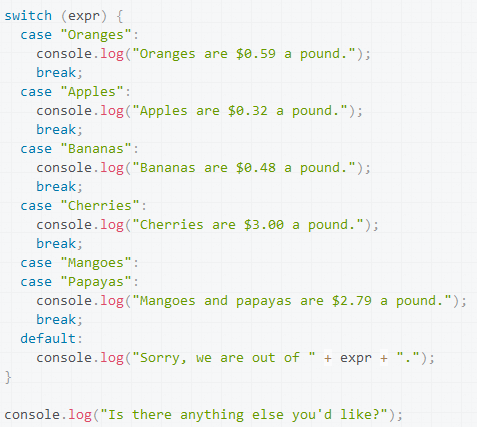 switch (expr) {
  case "Oranges":
    console.log("Oranges are $0.59 a pound.");
    break;
  case "Apples":
    console.log("Apples are $0.32 a pound.");
    break;
  case "Bananas":
    console.log("Bananas are $0.48 a pound.");
    break;
  case "Cherries":
    console.log("Cherries are $3.00 a pound.");
    break;
  case "Mangoes":
  case "Papayas":
    console.log("Mangoes and papayas are $2.79 a pound.");
    break;
  default:
    console.log("Sorry, we are out of " + expr + ".");
}

console.log("Is there anything else you'd like?");